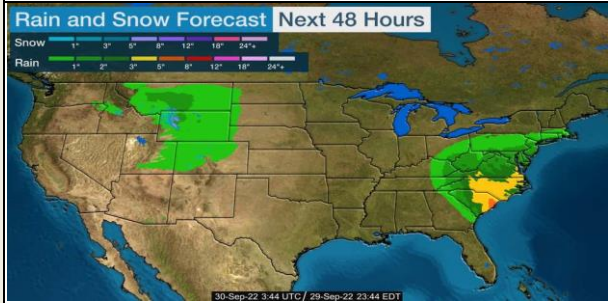 Rain and Snow Forecast Next 48 Hours
Snow
1" 3" 5" 8" 12" 18" 24"+
Rain
1" 2" 3" 5" 8" 12" 18" 24"+
30-Sep-22 3:44 UTC / 29-Sep-22 23:44 EDT